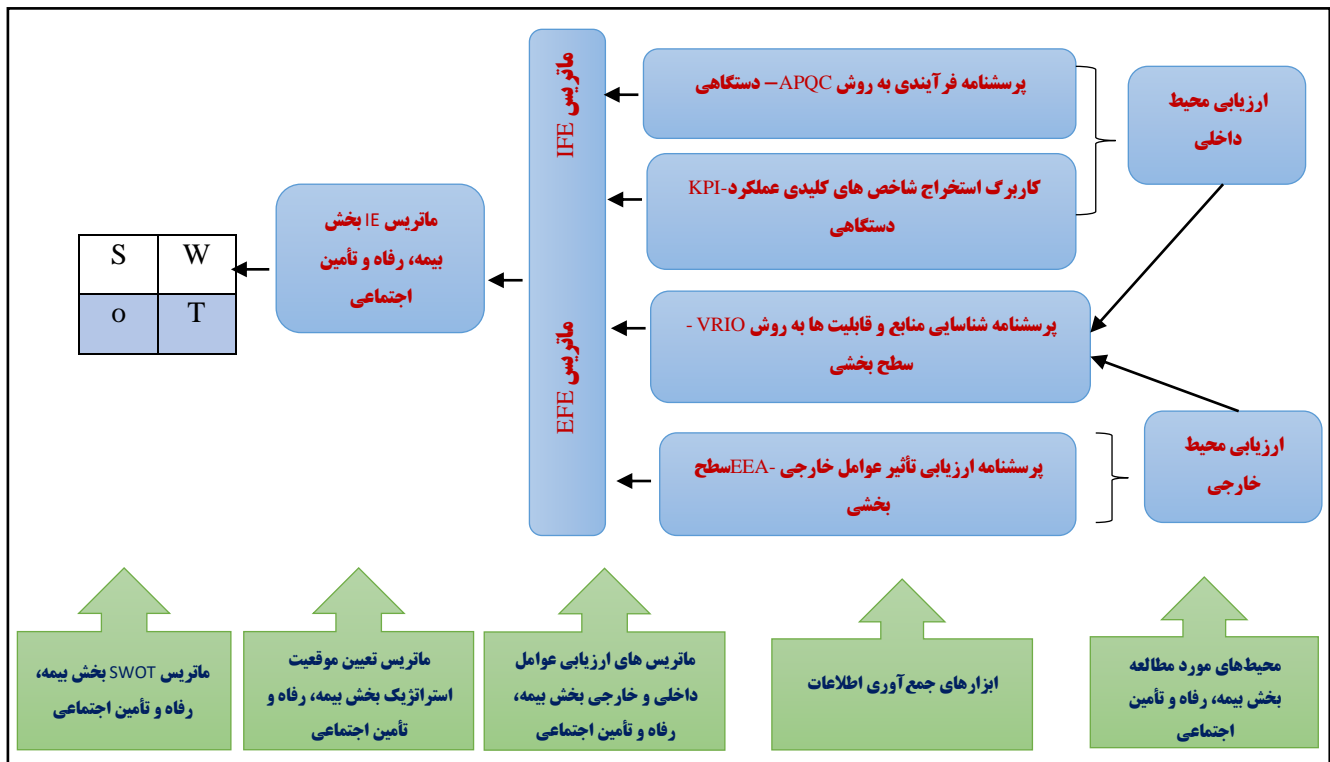 ارزیابی محیط
داخلی
ارزیابی محیط
خارجی
پرسشنامه فرآیندی به روش APQC – دستگاهی
کاربرگ استخراج شاخص های کلیدی عملکرد-KPI
دستگاهی
پرسشنامه شناسایی منابع و قابلیت ها به روش VRIO -
سطح بخشی
پرسشنامه ارزیابی تأثیر عوامل خارجی -EEAسطح
بخشی
ماتریس IFE
ماتریس EFE
ماتریس IE بخش
بیمه، رفاه و تأمین
اجتماعی
S W
o T
محیط‌های مورد مطالعه
بخش بیمه، رفاه و تأمین
اجتماعی
ابزارهای جمع‌آوری اطلاعات
ماتریس های ارزیابی عوامل
داخلی و خارجی بخش بیمه،
رفاه و تأمین اجتماعی
ماتریس تعیین موقعیت
استراتژیک بخش بیمه، رفاه و
تأمین اجتماعی
ماتریس SWOT بخش بیمه،
رفاه و تأمین اجتماعی